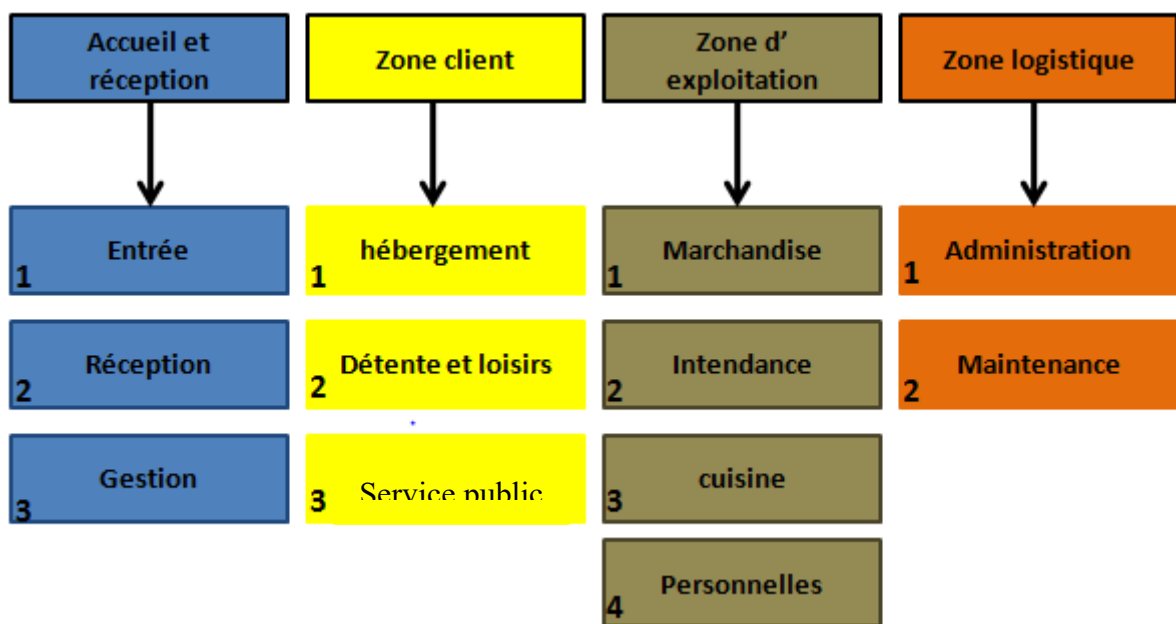 Accueil et
réception
Zone client
Zone d'
exploitation
Zone logistique
Entrée
1
hébergement
1
Marchandise
1
Administration
1
Réception
2
Détente et loisirs
2
Intendance
2
Maintenance
2
Gestion
3
Service public
3
cuisine
3
Personnelles
4